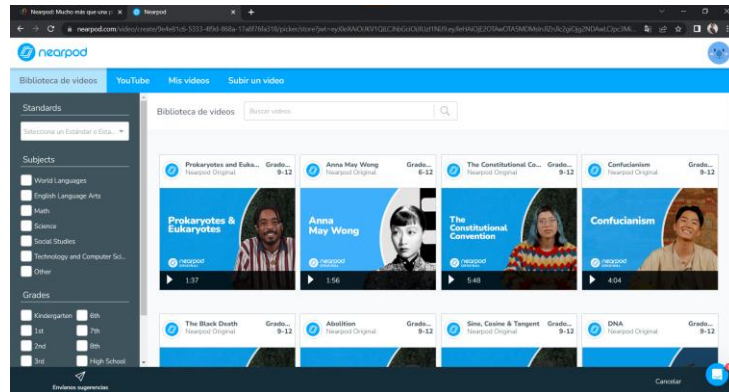 Nearpod: Mucho más que una p
Nearpod
nearpod
Biblioteca de videos
YouTube
Mis videos
Subir un video
Standards
Selecciona un Estándar o Esta...
Subjects
World Languages
English Language Arts
Math
Science
Social Studies
Technology and Computer Sci...
Other
Grades
Kindergarten
6th
1st
7th
2nd
8th
3rd
High School
Envíanos sugerencias
Biblioteca de videos
Buscar videos
Prokaryotes and Euka... Grado...
Nearpod Original 9-12
Prokaryotes &
Eukaryotes
nearpod
1:37
Anna May Wong Grado...
Nearpod Original 6-12
Anna
May Wong
nearpod
1:56
The Constitutional Co... Grado...
Nearpod Original 9-12
The
Constitutional
Convention
nearpod
5:48
Confucianism Grado...
Nearpod Original 9-12
Confucianism
nearpod
4:04
The Black Death Grado...
Nearpod Original 9-12
Abolition Grado...
Nearpod Original 9-12
Sine, Cosine & Tangent Grado...
Nearpod Original 9-12
DNA Grado...
Nearpod Original 9-12
Cancelar